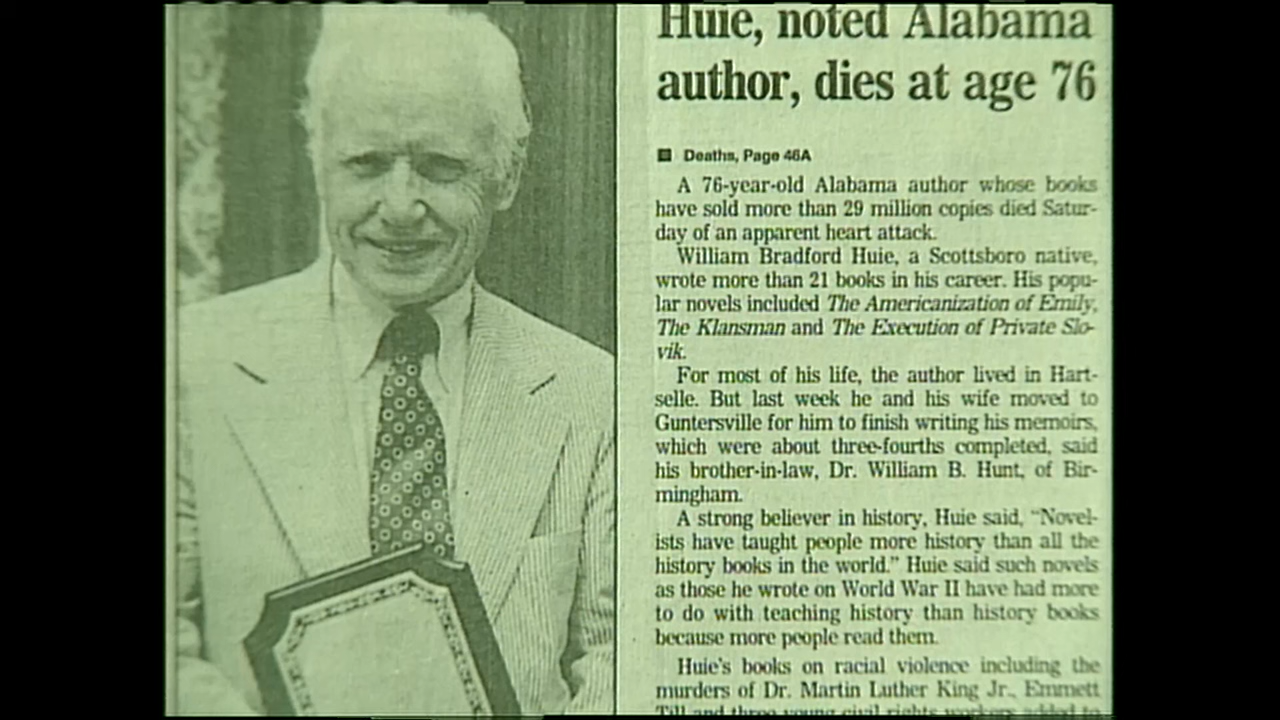 Huie, noted Alabama
author, dies at age 76
Deaths, Page 46A
A 76-year-old Alabama author whose books
have sold more than 29 million copies died Satur-
day of an apparent heart attack.
William Bradford Huie, a Scottsboro native,
wrote more than 21 books in his career. His popu-
lar novels included The Americanization of Emily,
The Klansman and The Execution of Private Slo-
vik.
For most of his life, the author lived in Hart-
selle. But last week he and his wife moved to
Guntersville for him to finish writing his memoirs,
which were about three-fourths completed, said
his brother-in-law, Dr. William B. Hunt, of Bir-
mingham.
A strong believer in history, Huie said, “Novel-
ists have taught people more history than all the
history books in the world.” Huie said such novels
as those he wrote on World War II have had more
to do with teaching history than history books
because more people read them.
Huie's books on racial violence including the
murders of Dr. Martin Luther King Jr., Emmett
Till and three young civil rights workers added to